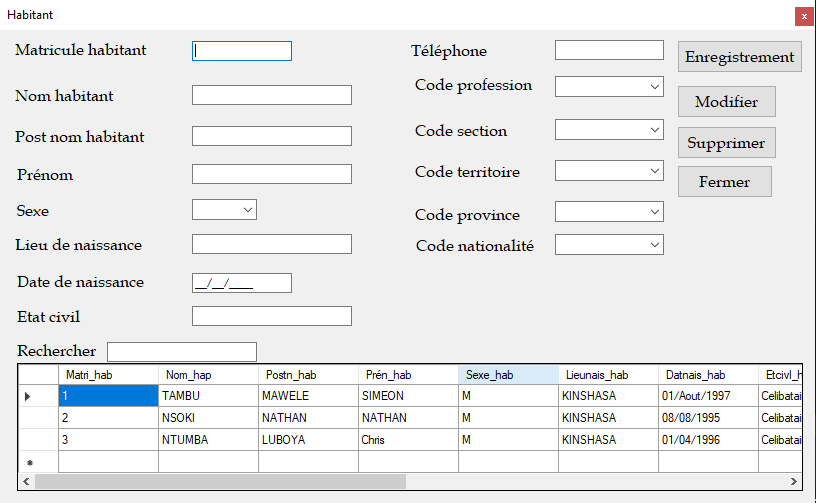 Habitant
x
Matricule habitant
Téléphone
Enregistrement
Nom habitant
Code profession
Modifier
Post nom habitant
Code section
Supprimer
Prénom
Code territoire
Fermer
Sexe
Code province
Lieu de naissance
Code nationalité
Date de naissance __/__/____
Etat civil
Rechercher
Matri_hab Nom_hap Postn_hab Prén_hab Sexe_hab Lieunais_hab Datnais_hab Etcivl_h
1 TAMBU MAWELE SIMEON M KINSHASA 01/Aout/1997 Celibatai
2 NSOKI NATHAN NATHAN M KINSHASA 08/08/1995 Celibatai
3 NTUMBA LUBOYA Chris M KINSHASA 01/04/1996 Celibatai